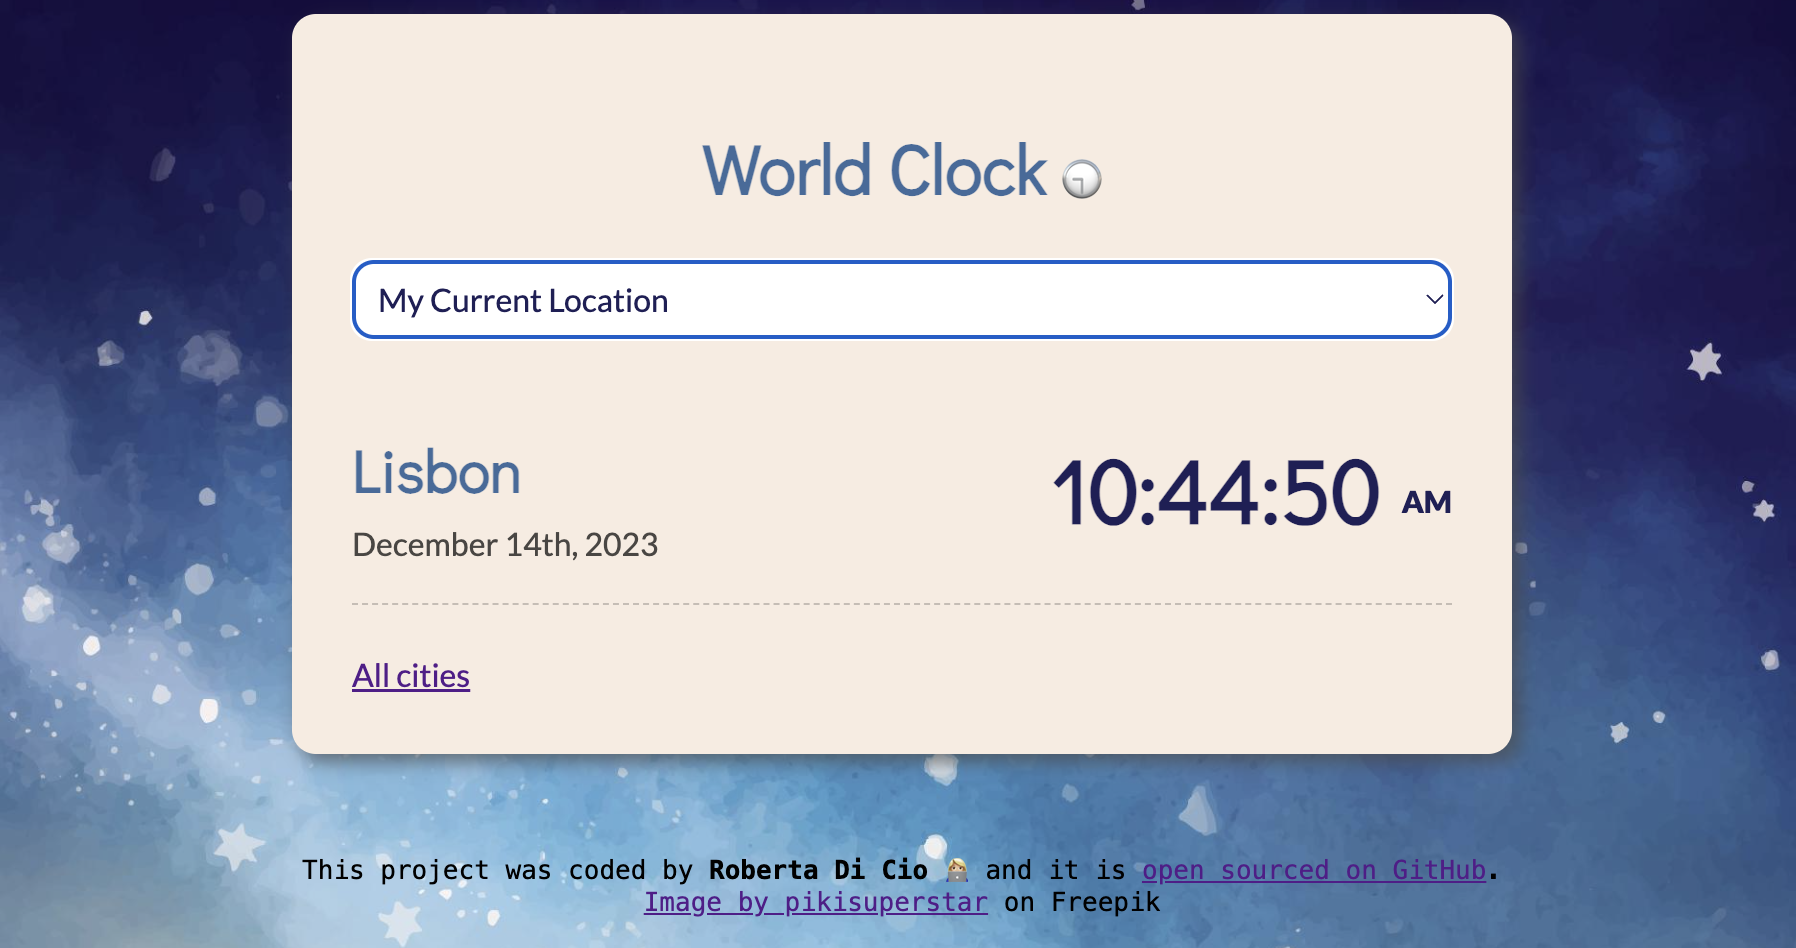 World Clock
My Current Location
Lisbon
10:44:50 AM
December 14th, 2023
All cities
This project was coded by Roberta Di Cio 👩🏼‍💻 and it is open sourced on GitHub.
Image by pikisuperstar on Freepik